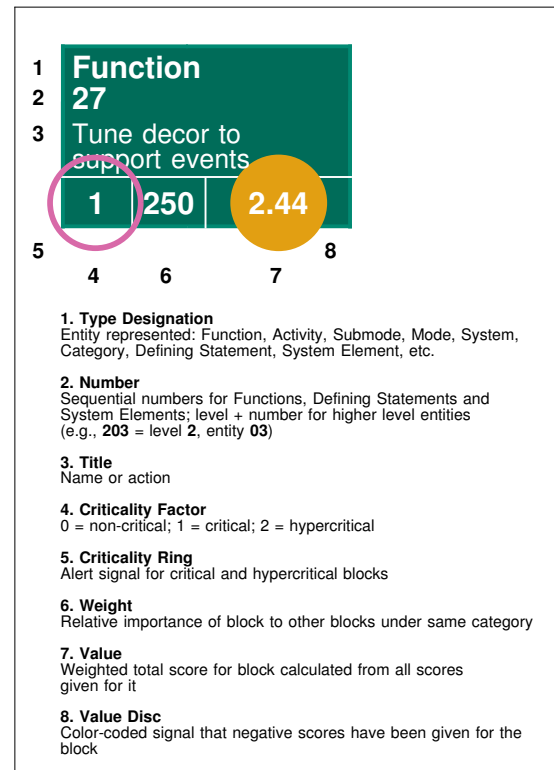 1
Function
2
27
3
Tune decor to
support events
1
250
2.44
5
8
4
6
7
1. Type Designation
Entity represented: Function, Activity, Submode, Mode, System,
Category, Defining Statement, System Element, etc.
2. Number
Sequential numbers for Functions, Defining Statements and
System Elements; level + number for higher level entities
(e.g., 203 = level 2, entity 03)
3. Title
Name or action
4. Criticality Factor
0 = non-critical; 1 = critical; 2 = hypercritical
5. Criticality Ring
Alert signal for critical and hypercritical blocks
6. Weight
Relative importance of block to other blocks under same category
7. Value
Weighted total score for block calculated from all scores
given for it
8. Value Disc
Color-coded signal that negative scores have been given for the
block